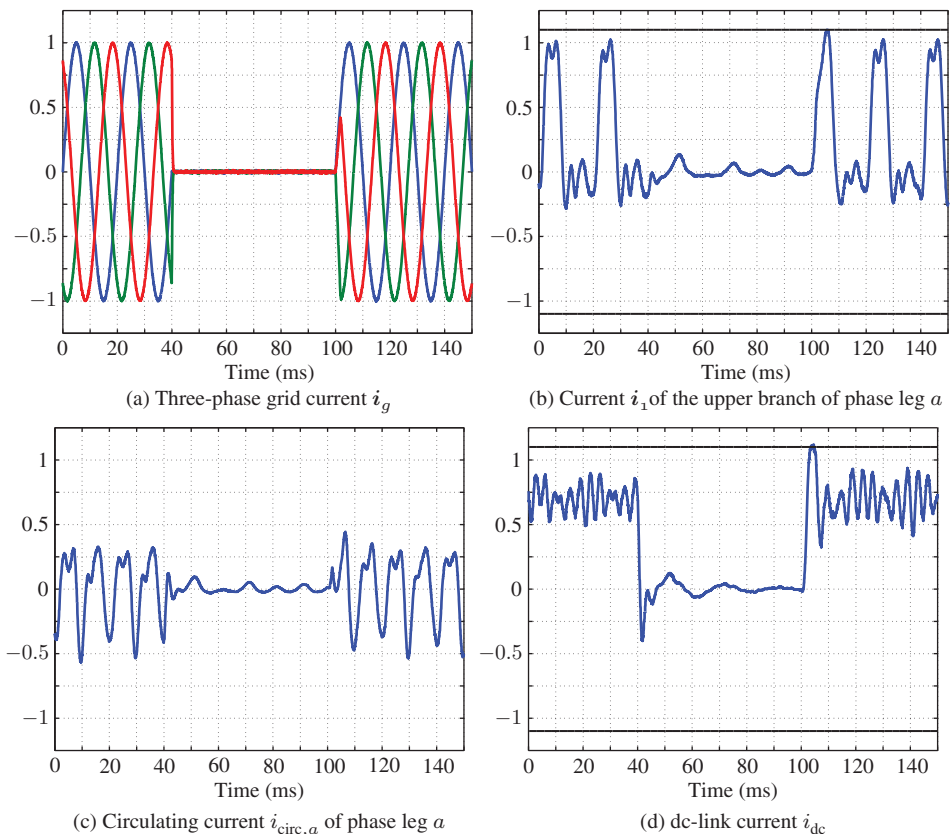 1
0.5
0
−0.5
−1
0 20 40 60 80 100 120 140
Time (ms)
(a) Three-phase grid current i_g
1
0.5
0
−0.5
−1
0 20 40 60 80 100 120 140
Time (ms)
(b) Current i_1 of the upper branch of phase leg a
1
0.5
0
−0.5
−1
0 20 40 60 80 100 120 140
Time (ms)
(c) Circulating current i_circ,a of phase leg a
1
0.5
0
−0.5
−1
0 20 40 60 80 100 120 140
Time (ms)
(d) dc-link current i_dc